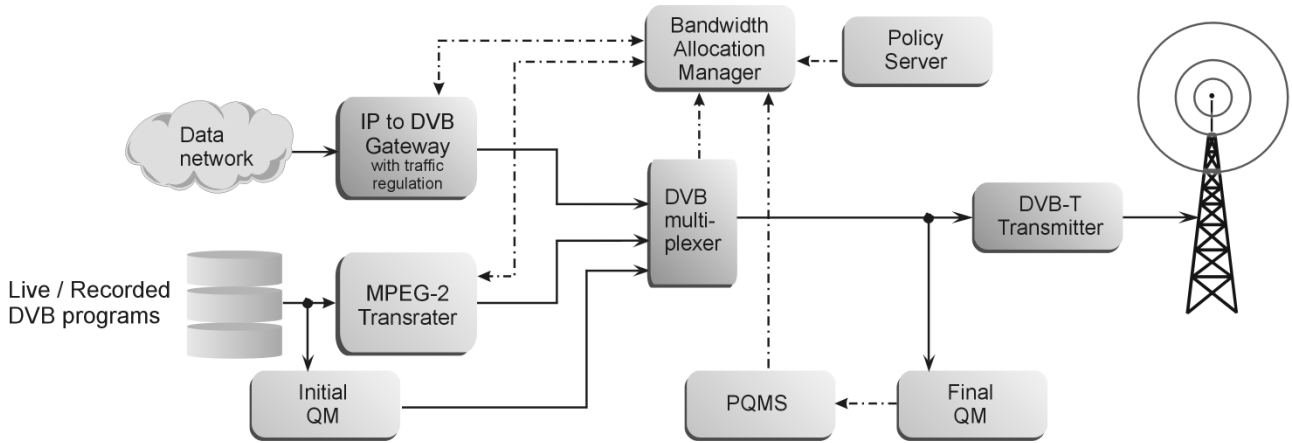 Bandwidth
Allocation
Manager
Policy
Server
Data
network
IP to DVB
Gateway
with traffic
regulation
DVB
multi-
plexer
DVB-T
Transmitter
Live / Recorded
DVB programs
MPEG-2
Transrater
Initial
QM
PQMS
Final
QM